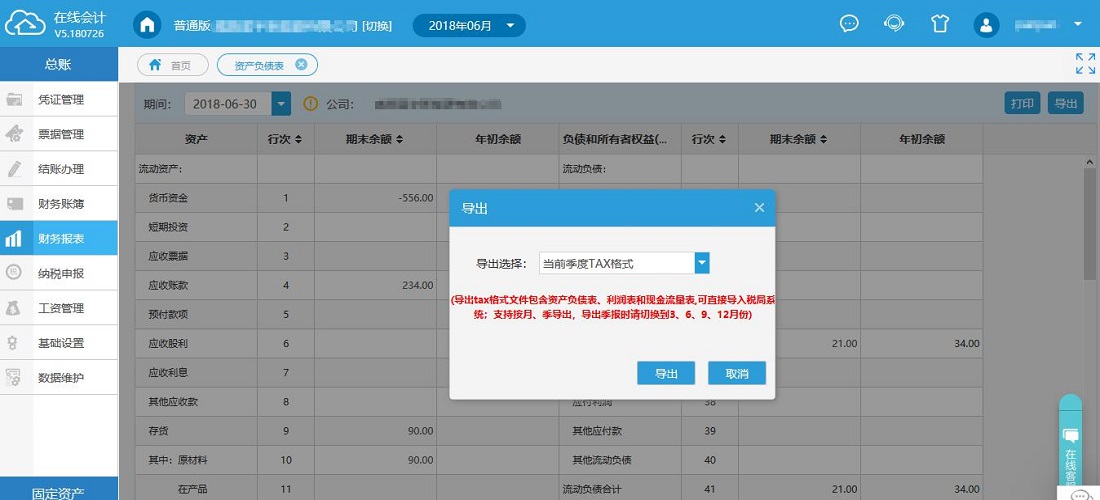 在线会计
V5.180726
普通版
[切换]
2018年06月
总账
首页
资产负债表
凭证管理
票据管理
结账办理
财务账簿
财务报表
纳税申报
工资管理
基础设置
数据维护
固定资产
期间：
2018-06-30
公司：
打印
导出
资产 行次 期末余额 年初余额 负债和所有者权益(... 行次 期末余额 年初余额
流动资产： 流动负债：
货币资金 1 -556.00
短期投资 2
应收票据 3
应收账款 4 234.00
预付款项 5
应收股利 6 21.00 34.00
应收利息 7
其他应收款 8 应付利润 38
存货 9 90.00 其他应付款 39
其中：原材料 10 90.00 其他流动负债 40
在产品 11 流动负债合计 41 21.00 34.00
导出
导出选择：
当前季度TAX格式
(导出tax格式文件包含资产负债表、利润表和现金流量表,可直接导入税局系
统；支持按月、季导出，导出季报时请切换到3、6、9、12月份)
导出
取消
在线客服